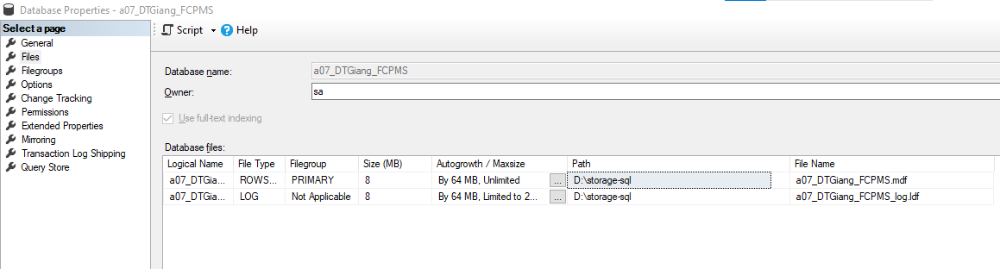 Database Properties - a07_DTGiang_FCPMS
Select a page
General
Files
Filegroups
Options
Change Tracking
Permissions
Extended Properties
Mirroring
Transaction Log Shipping
Query Store
Script Help
Database name: a07_DTGiang_FCPMS
Owner: sa
Use full-text indexing
Database files:
Logical Name File Type Filegroup Size (MB) Autogrowth / Maxsize Path File Name
a07_DTGia... ROWS... PRIMARY 8 By 64 MB, Unlimited ... D:\storage-sql a07_DTGiang_FCPMS.mdf
a07_DTGia... LOG Not Applicable 8 By 64 MB, Limited to 2... ... D:\storage-sql a07_DTGiang_FCPMS_log.ldf